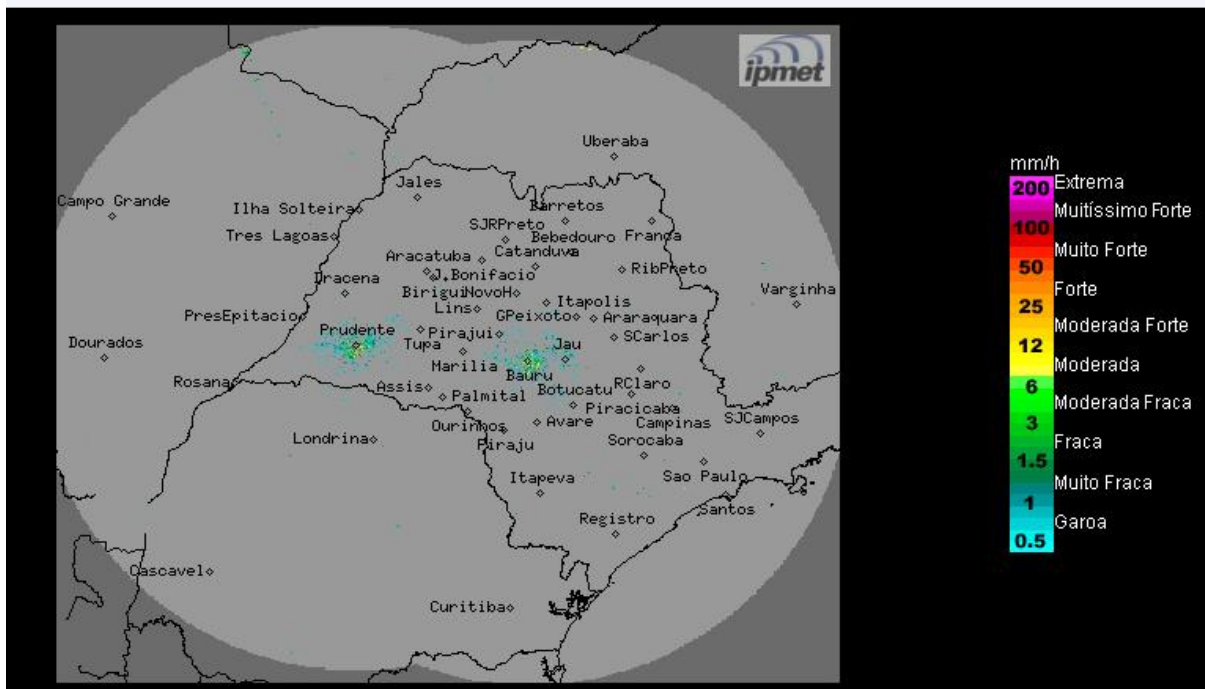 ipmet
Uberaba
Jales
Campo Grande
Ilha Solteira
Barretos
SJRPreto
Tres Lagoas
Bebedouro
Franca
Aracatuba
Catanduva
J.Bonifacio
RibPreto
Dracena
Birigui
NovoH
Varginha
Lins
Itapolis
PresEpitacio
GPeixoto
Araraquara
Prudente
Pirajui
SCarlos
Dourados
Tupa
Jau
Marilia
Bauru
Rosana
Assis
Botucatu
RClaro
Palmital
Piracicaba
Ourinhos
Avare
Campinas
SJCampos
Londrina
Piraju
Sorocaba
Itapeva
Sao Paulo
Santos
Registro
Cascavel
Curitiba
mm/h
200 Extrema
Muitíssimo Forte
100
Muito Forte
50
Forte
25
Moderada Forte
12
Moderada
6
Moderada Fraca
3
Fraca
1.5
Muito Fraca
1
Garoa
0.5